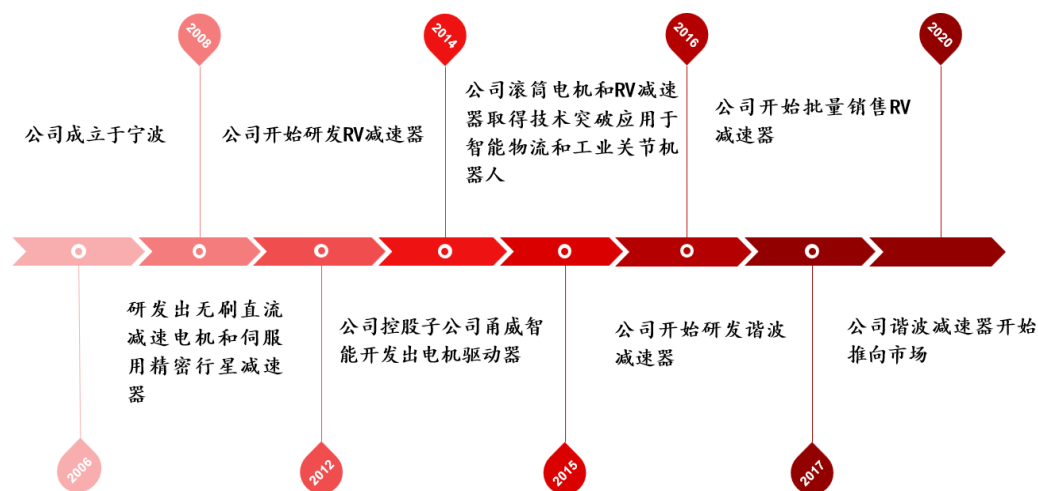 2008
2014
2016
2020
公司成立于宁波
公司开始研发RV减速器
公司滚筒电机和RV减速
器取得技术突破应用于
智能物流和工业关节机
器人
公司开始批量销售RV
减速器
研发出无刷直流
减速电机和伺服
用精密行星减速
器
公司控股子公司甬威智
能开发出电机驱动器
公司开始研发谐波
减速器
公司谐波减速器开始
推向市场
2006
2012
2015
2017